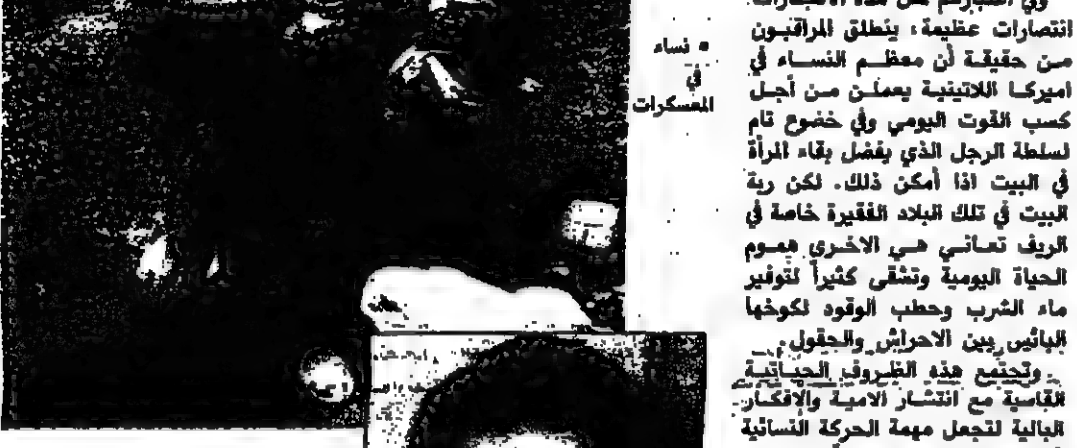 انتصارات عظيمة، ينطلق المراقبون
من حقيقة أن معظم النساء في
اميركا اللاتينية يعملن من أجل
كسب القوت اليومي وفي خضوع تام
لسلطة الرجل الذي يفضل بقاء المرأة
في البيت اذا أمكن ذلك. لكن ربة
البيت في تلك البلاد الفقيرة خاصة في
الريف تعاني هي الاخرى هموم
الحياة اليومية وتشقى كثيراً لتوفير
ماء الشرب وحطب الوقود لكوخها
البائس بين الاحراش والحقول.
وتجتمع هذه الظروف الحياتية
القاسية مع انتشار الامية والافكار
البالية لتجعل مهمة الحركة النسائية
• نساء
في
المعسكرات